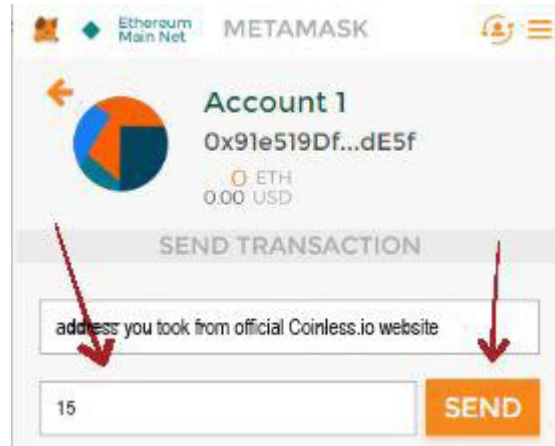 Ethereum
Main Net
METAMASK
Account 1
0x91e519Df...dE5f
0 ETH
0.00 USD
SEND TRANSACTION
address you took from official Coinless.io website
15
SEND